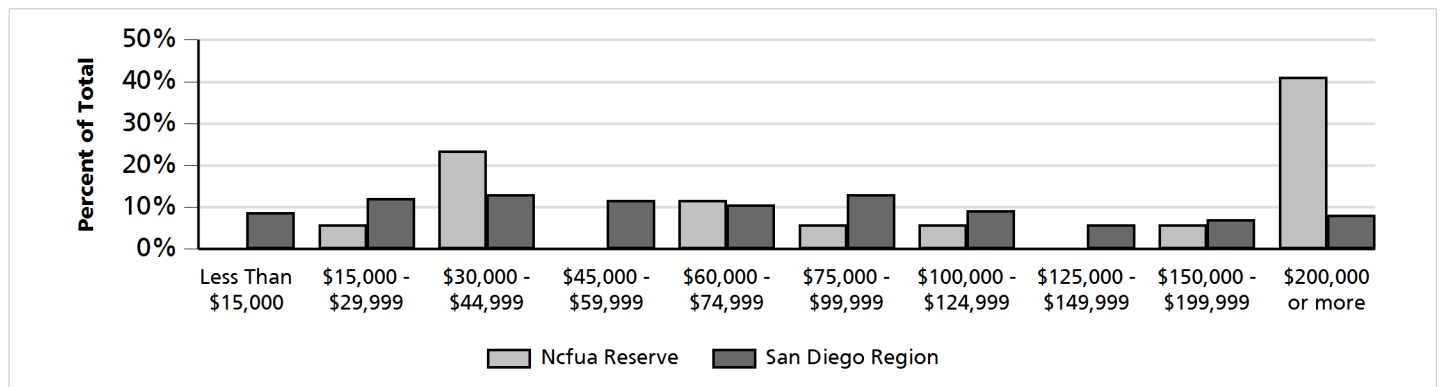 Percent of Total
50%
40%
30%
20%
10%
0%
Less Than $15,000 - $30,000 - $45,000 - $60,000 - $75,000 - $100,000 - $125,000 - $150,000 - $200,000
$15,000 $29,999 $44,999 $59,999 $74,999 $99,999 $124,999 $149,999 $199,999 or more
Ncfua Reserve San Diego Region